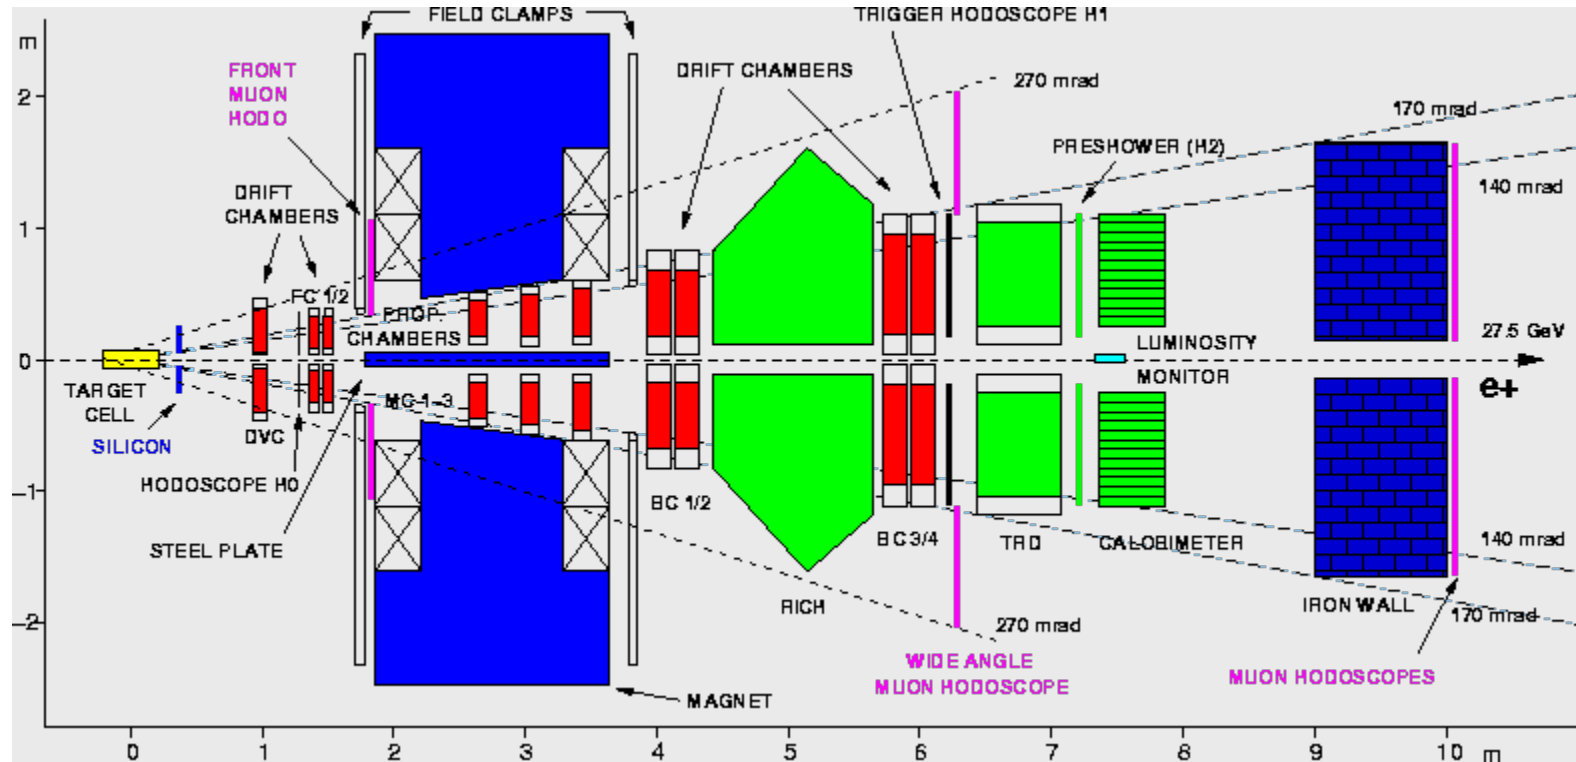 FIELD CLAMPS
TRIGGER HODOSCOPE H1
m
FRONT
MUON
HODO
DRIFT CHAMBERS
270 mrad
2
170 mrad
PRESHOWER (H2)
DRIFT
CHAMBERS
140 mrad
1
FC 1/2
PROP.
CHAMBERS
27.5 GeV
LUMINOSITY
0
MONITOR
TARGET
CELL
e+
MC 1-3
SILICON
DVC
HODOSCOPE H0
-1
BC 1/2
BC 3/4
TRD
CALORIMETER
140 mrad
STEEL PLATE
RICH
IRON WALL
170 mrad
-2
270 mrad
WIDE ANGLE
MUON HODOSCOPE
MUON HODOSCOPES
MAGNET
0 1 2 3 4 5 6 7 8 9 10 m